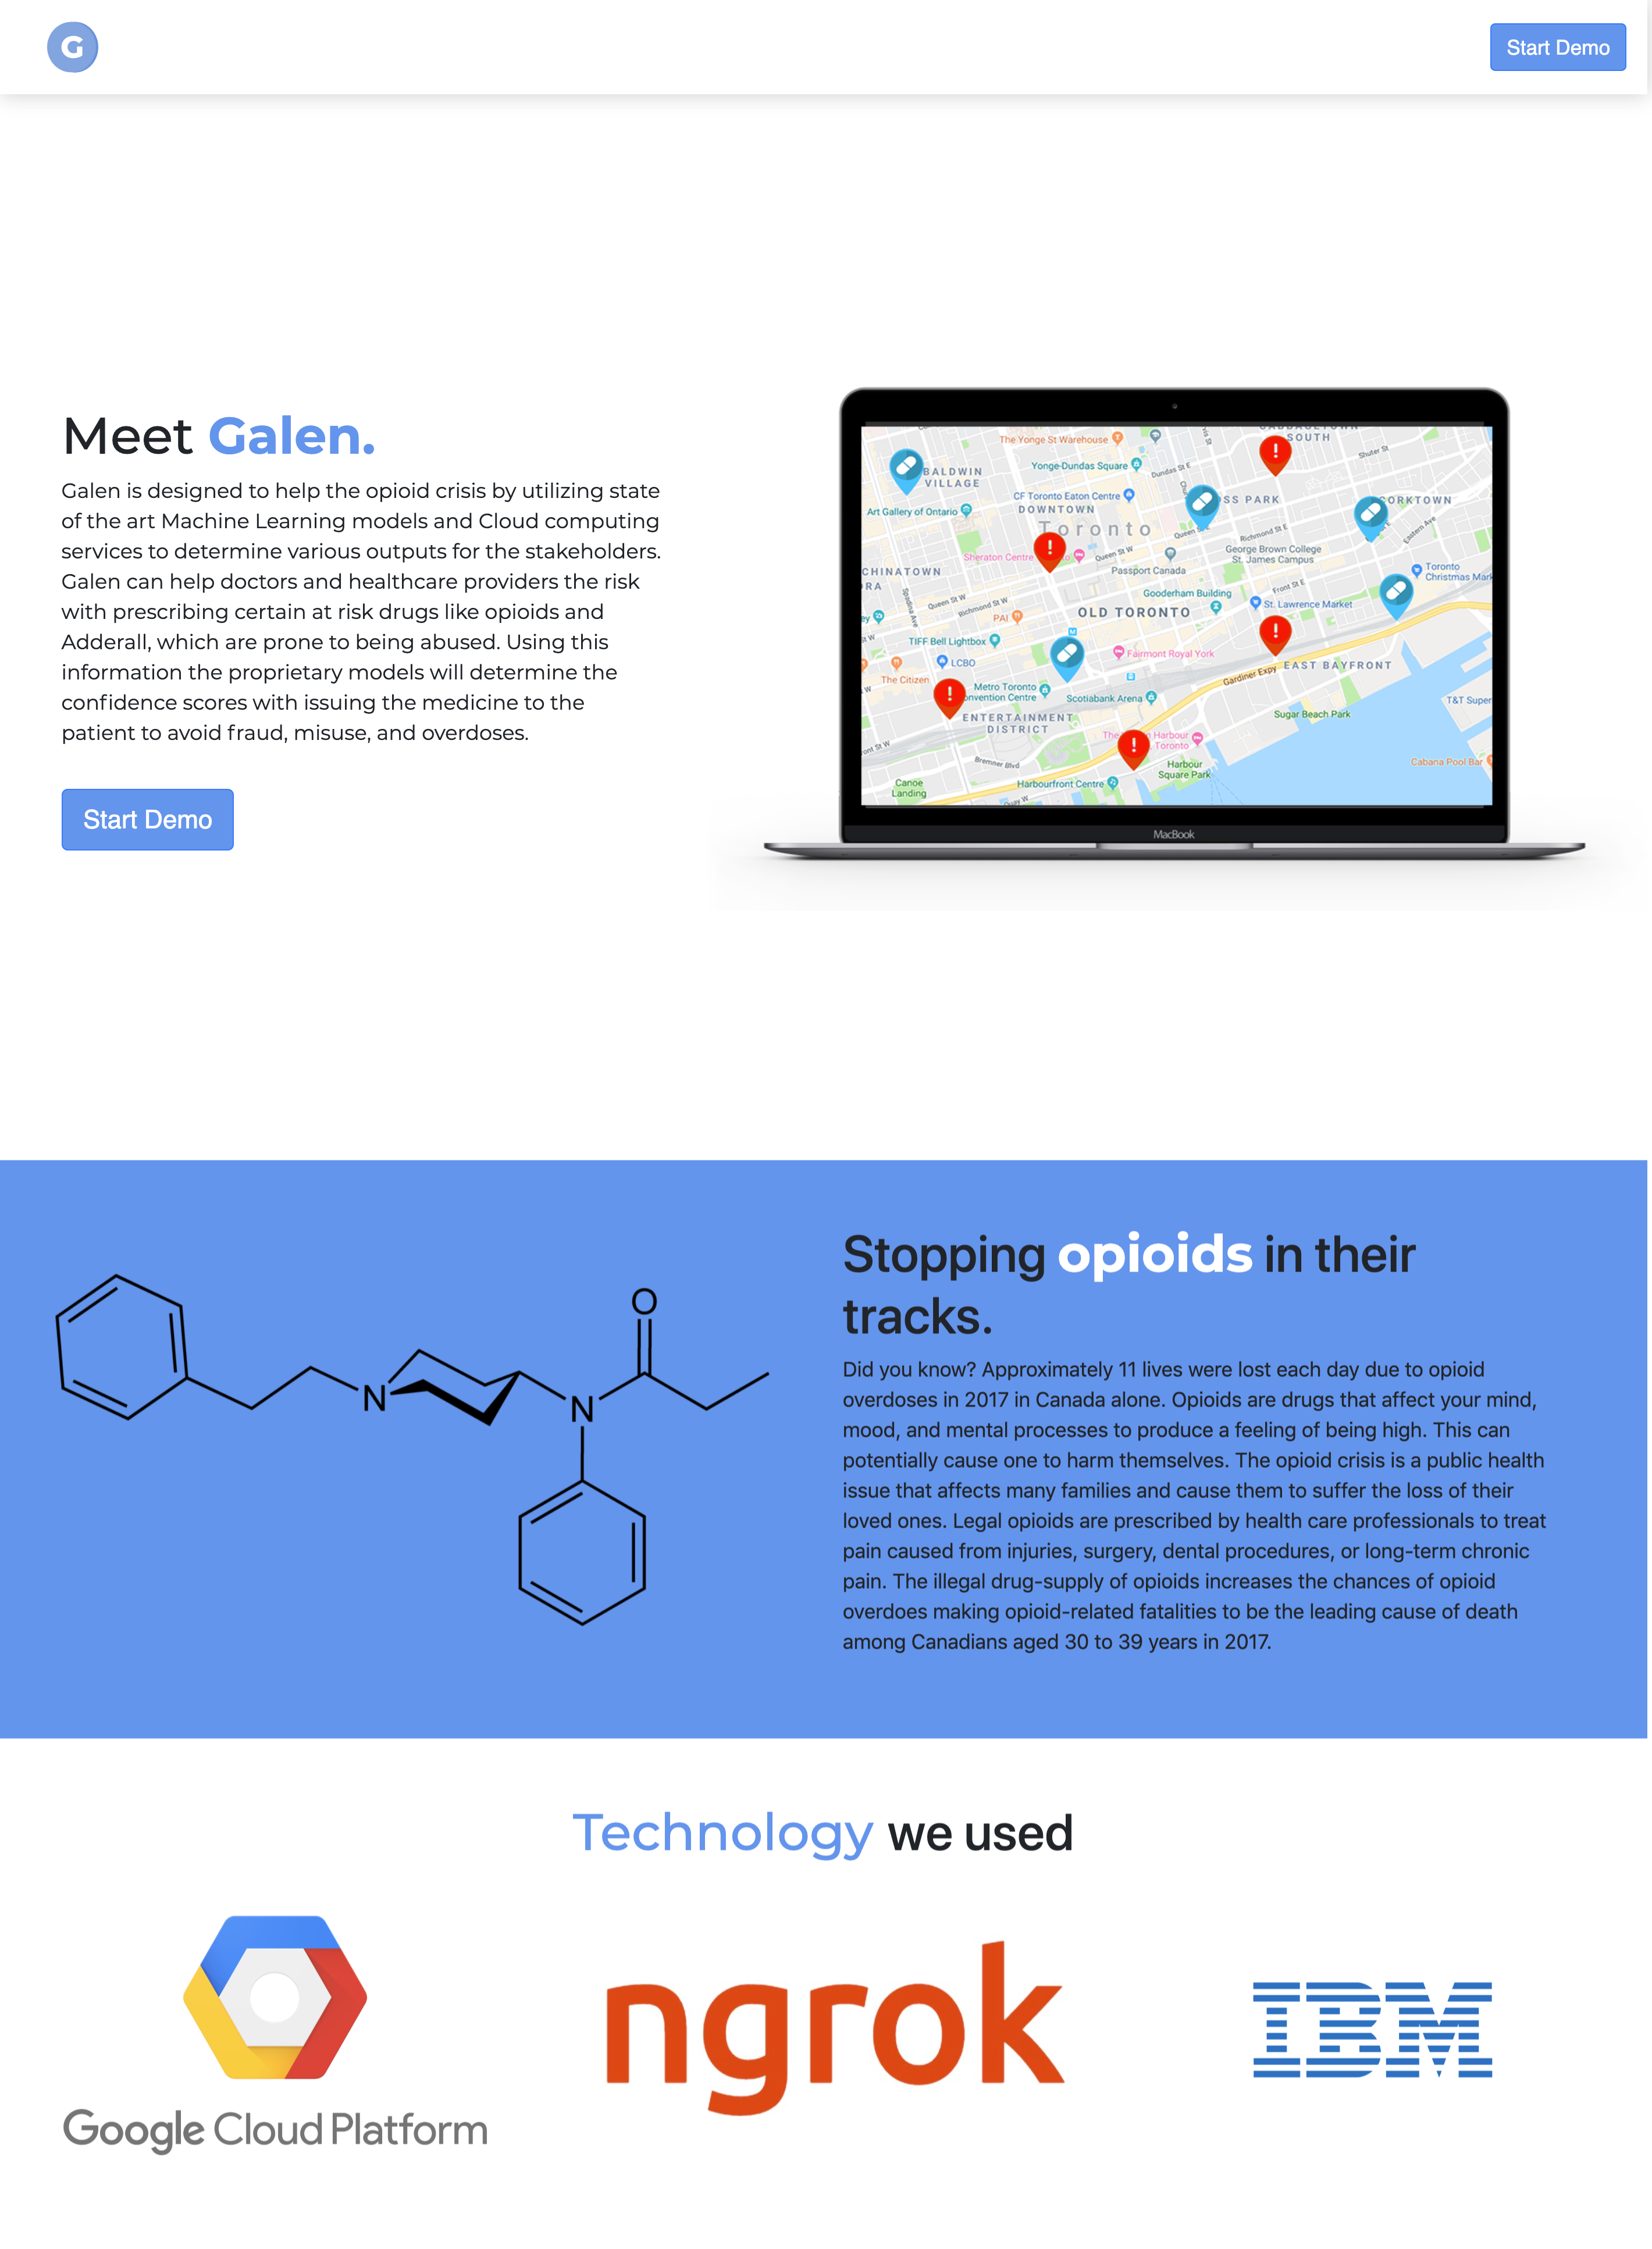 G
Start Demo
Meet Galen.
Galen is designed to help the opioid crisis by utilizing state
of the art Machine Learning models and Cloud computing
services to determine various outputs for the stakeholders.
Galen can help doctors and healthcare providers the risk
with prescribing certain at risk drugs like opioids and
Adderall, which are prone to being abused. Using this
information the proprietary models will determine the
confidence scores with issuing the medicine to the
patient to avoid fraud, misuse, and overdoses.
Start Demo
The Yonge St Warehouse
SOUTH
Shuter St
BALDWIN
VILLAGE
Yonge-Dundas Square
Dundas St E
CF Toronto Eaton Centre
DOWNTOWN
SS PARK
CORKTOWN
Art Gallery of Ontario
Toronto
Queen
Richmond St E
Eastern Ave
Sheraton Centre
Queen St W
George Brown College
St. James Campus
CHINATOWN
RA
Passport Canada
Toronto
Christmas Mark
Spadina Ave
Queen St W
Richmond St W
Gooderham Building
Front St E
PAI
OLD TORONTO
St. Lawrence Market
TIFF Bell Lightbox
LCBO
Fairmont Royal York
EAST BAYFRONT
The Citizen
Metro Toronto
onvention Centre
Scotiabank Arena
Gardiner Expy
T&T Super
ENTERTAINMENT
DISTRICT
Sugar Beach Park
Harbour
Toronto
ont St W
Bremner Blvd
Harbour
Square Park
Cabana Pool Bar
Canoe
Landing
Harbourfront Centre
Quay W
MacBook
Stopping opioids in their
tracks.
Did you know? Approximately 11 lives were lost each day due to opioid
overdoses in 2017 in Canada alone. Opioids are drugs that affect your mind,
mood, and mental processes to produce a feeling of being high. This can
potentially cause one to harm themselves. The opioid crisis is a public health
issue that affects many families and cause them to suffer the loss of their
loved ones. Legal opioids are prescribed by health care professionals to treat
pain caused from injuries, surgery, dental procedures, or long-term chronic
pain. The illegal drug-supply of opioids increases the chances of opioid
overdoes making opioid-related fatalities to be the leading cause of death
among Canadians aged 30 to 39 years in 2017.
O
N
N
Technology we used
Google Cloud Platform
ngrok
IBM